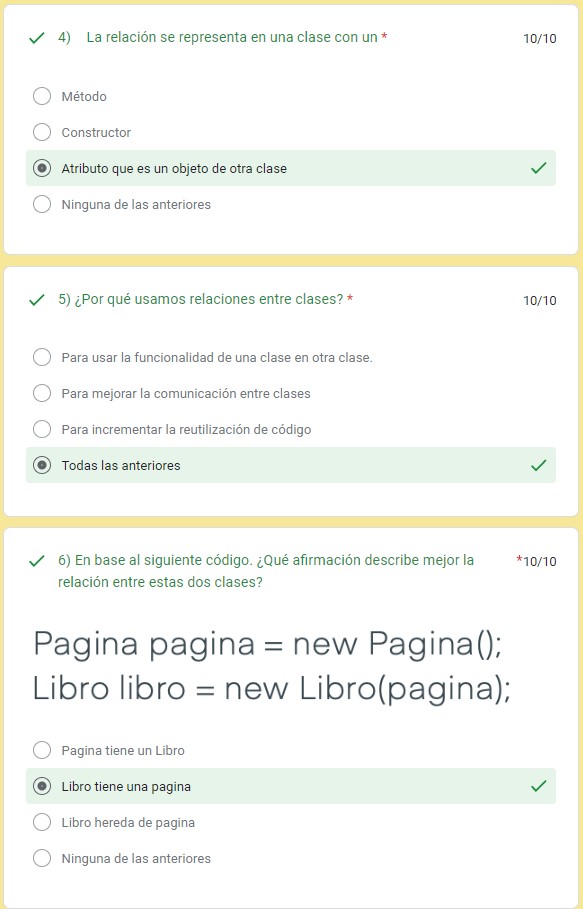 4) La relación se representa en una clase con un *
10/10
Método
Constructor
Atributo que es un objeto de otra clase
Ninguna de las anteriores
5) ¿Por qué usamos relaciones entre clases? *
10/10
Para usar la funcionalidad de una clase en otra clase.
Para mejorar la comunicación entre clases
Para incrementar la reutilización de código
Todas las anteriores
6) En base al siguiente código. ¿Qué afirmación describe mejor la
*10/10
relación entre estas dos clases?
Pagina pagina = new Pagina();
Libro libro = new Libro(pagina);
Pagina tiene un Libro
Libro tiene una pagina
Libro hereda de pagina
Ninguna de las anteriores